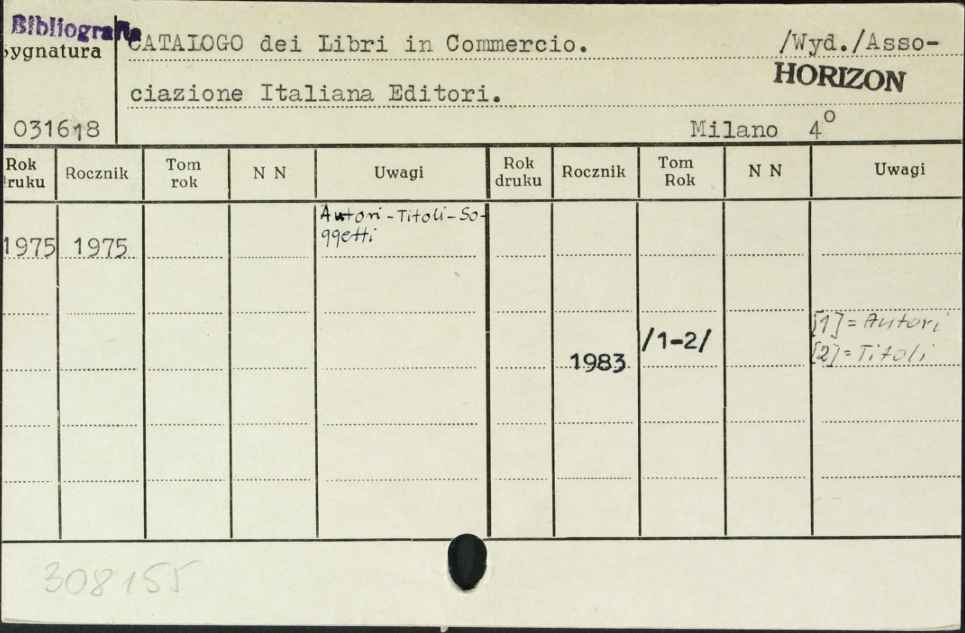 Bibliografia
Sygnatura
CATALOGO dei Libri in Commercio. /Wyd./Asso-
HORIZON
ciazione Italiana Editori.
031618 Milano 4°
Rok druku Rocznik Tom rok N N Uwagi Rok druku Rocznik Tom Rok N N Uwagi
Autori-Titoli-So-
ggetti
1975 1975
[1]=Autori
/1-2/
[2]=Titoli
1983
308155